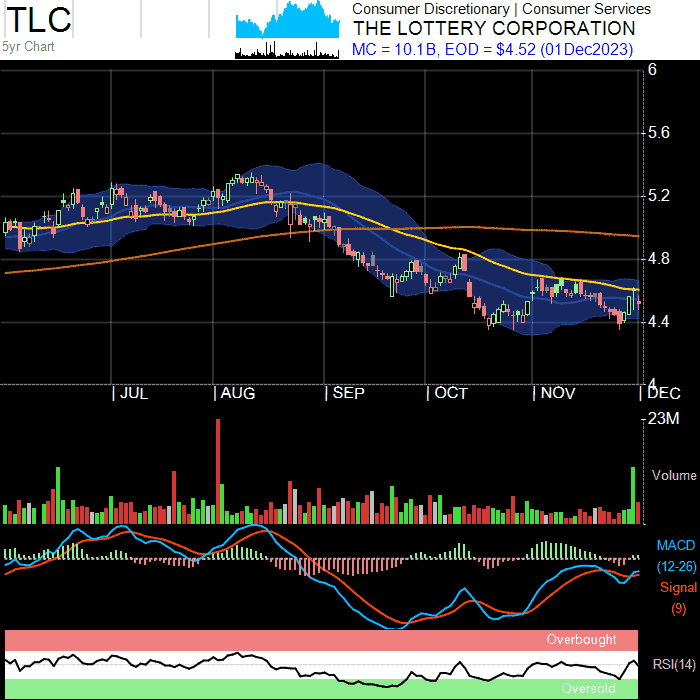 TLC
5yr Chart
Consumer Discretionary | Consumer Services
THE LOTTERY CORPORATION
MC = 10.1B, EOD = $4.52 (01Dec2023)
6
5.6
5.2
4.8
4.4
4
| JUL | AUG | SEP | OCT | NOV | DEC
23M
Volume
MACD
(12-26)
Signal
(9)
Overbought
RSI(14)
Oversold